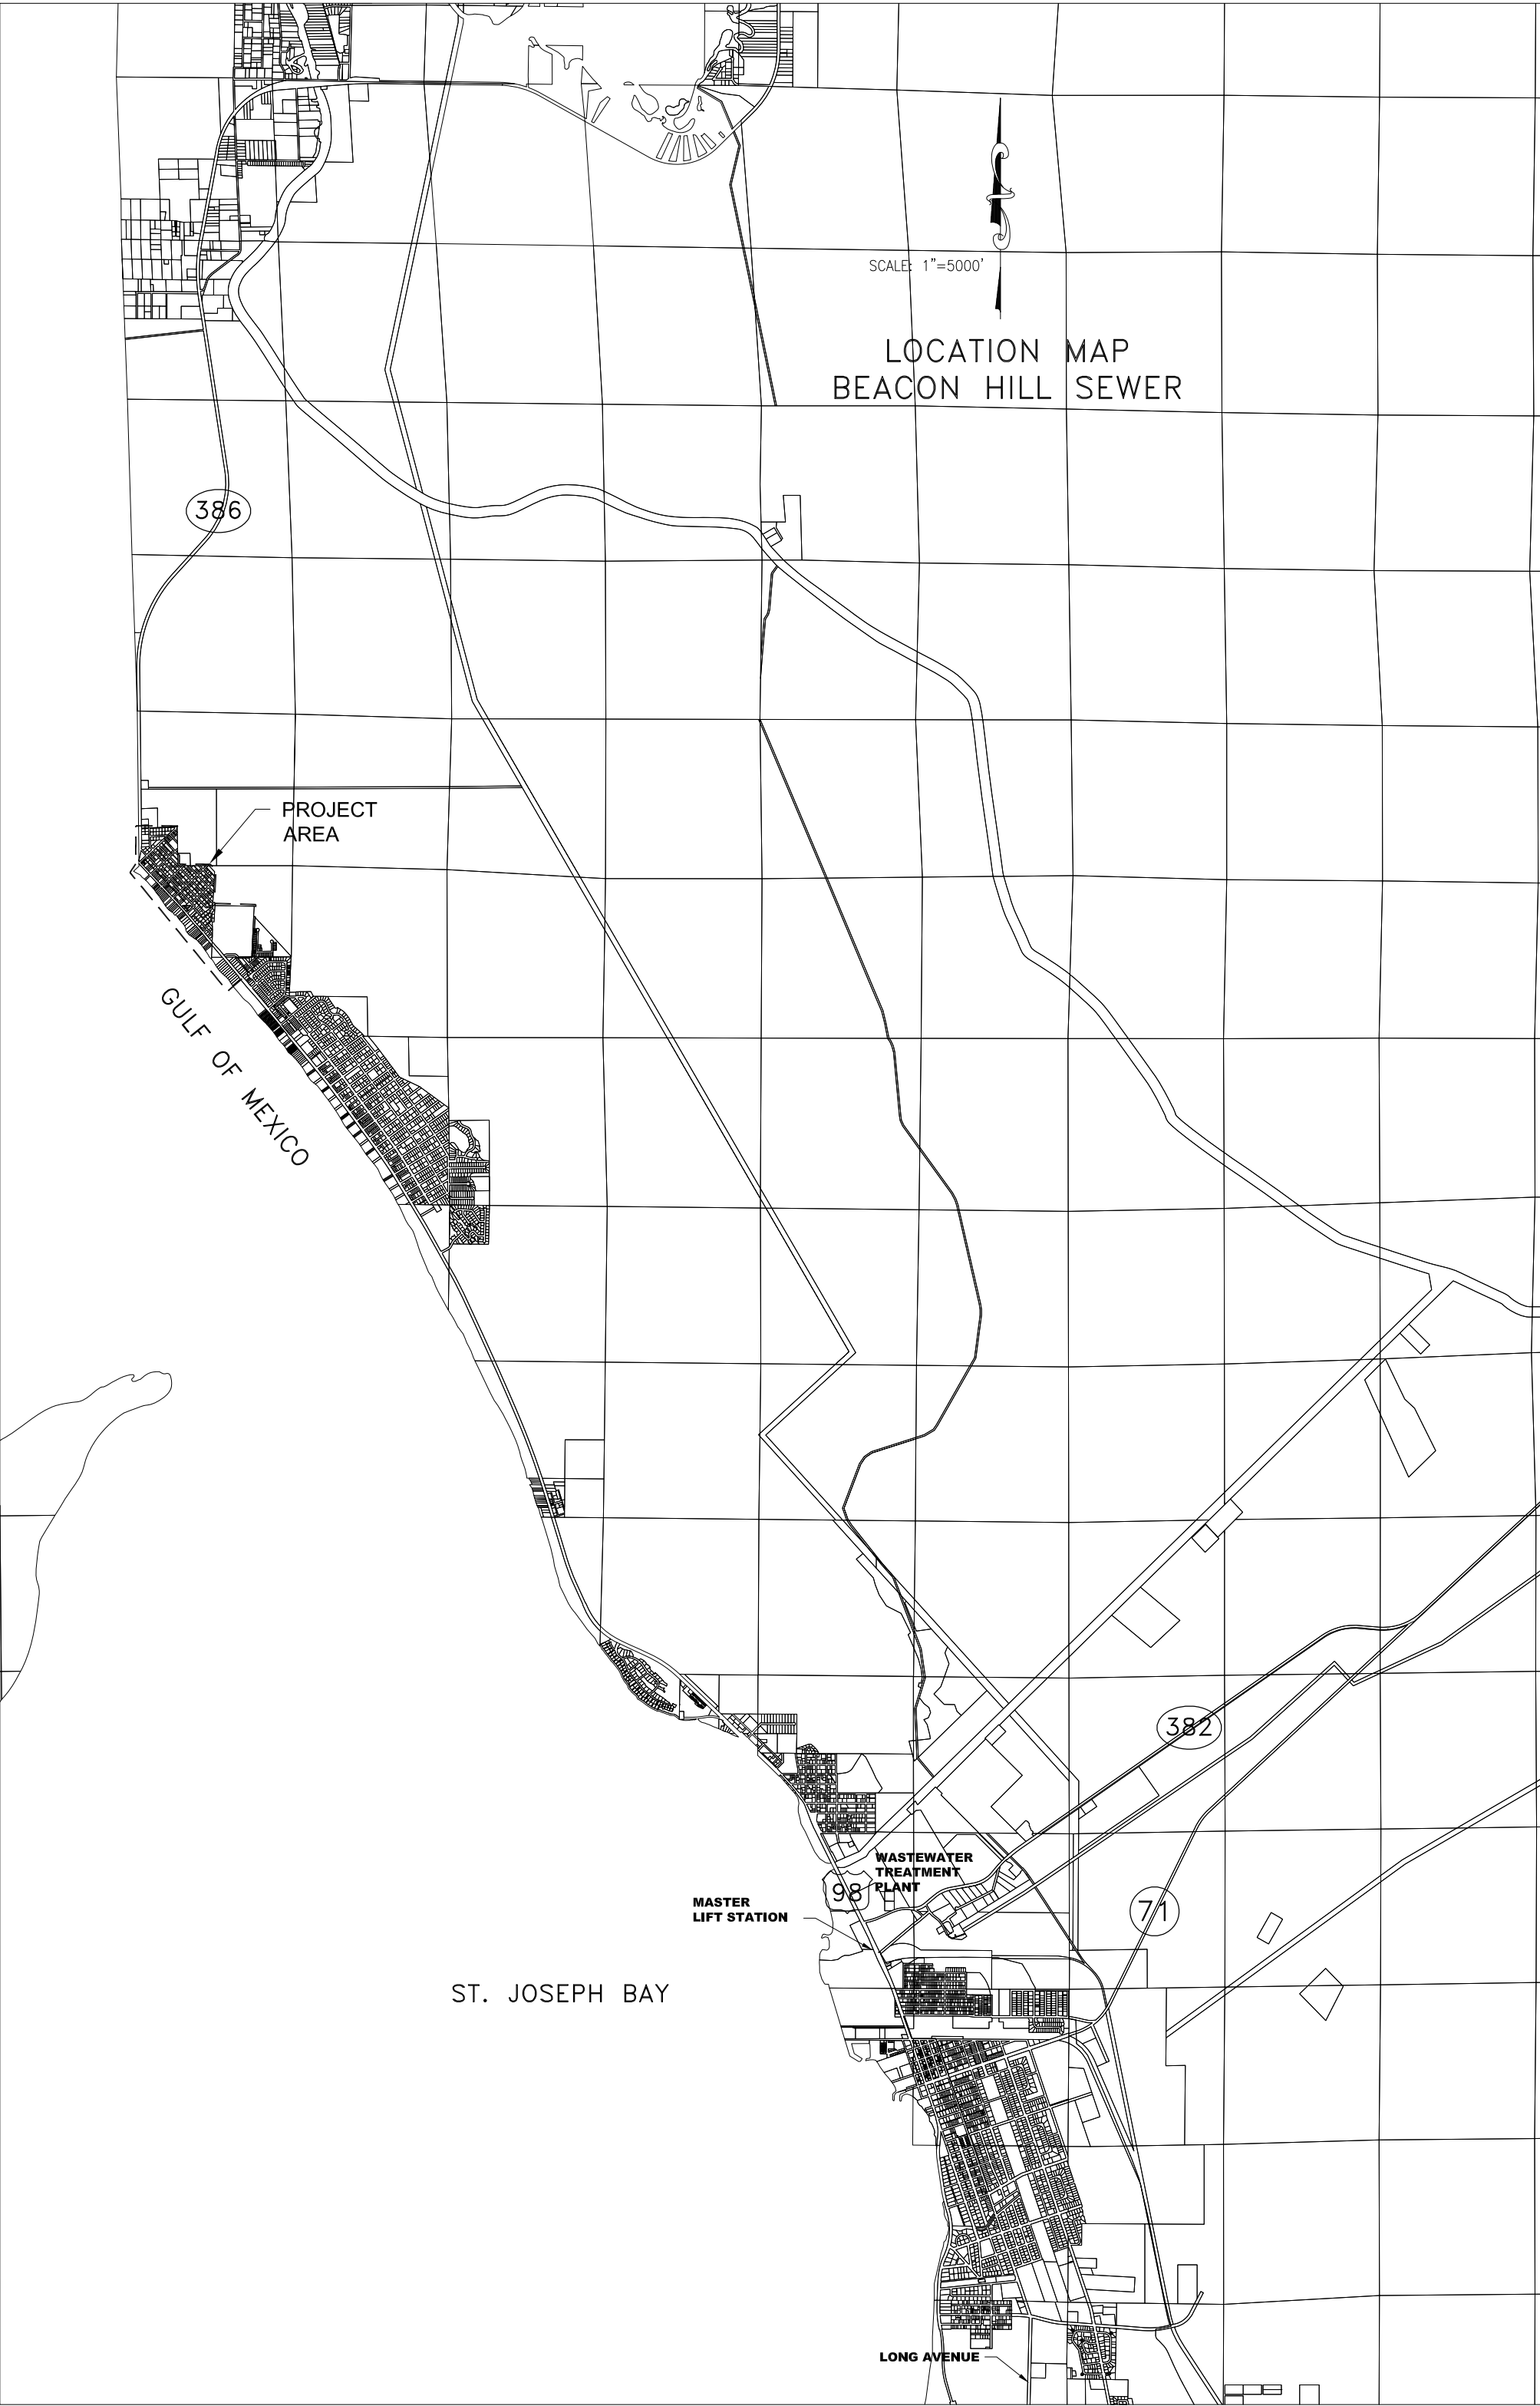 SCALE: 1"=5000'
LOCATION MAP
BEACON HILL SEWER
386
PROJECT
AREA
GULF OF MEXICO
382
WASTEWATER
TREATMENT
PLANT
98
MASTER
LIFT STATION
71
ST. JOSEPH BAY
LONG AVENUE